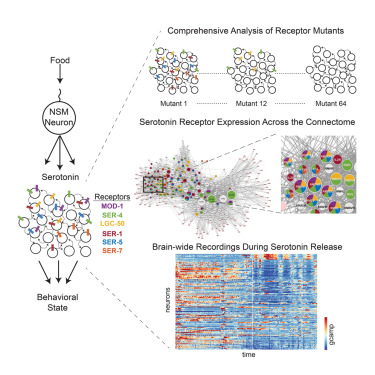 Comprehensive Analysis of Receptor Mutants
Food
NSM
Neuron
Mutant 1
Mutant 12
Mutant 64
Serotonin Receptor Expression Across the Connectome
Serotonin
Receptors
MOD-1
SER-4
LGC-50
SER-1
SER-5
SER-7
Brain-wide Recordings During Serotonin Release
Behavioral
State
neurons
time
gcamp